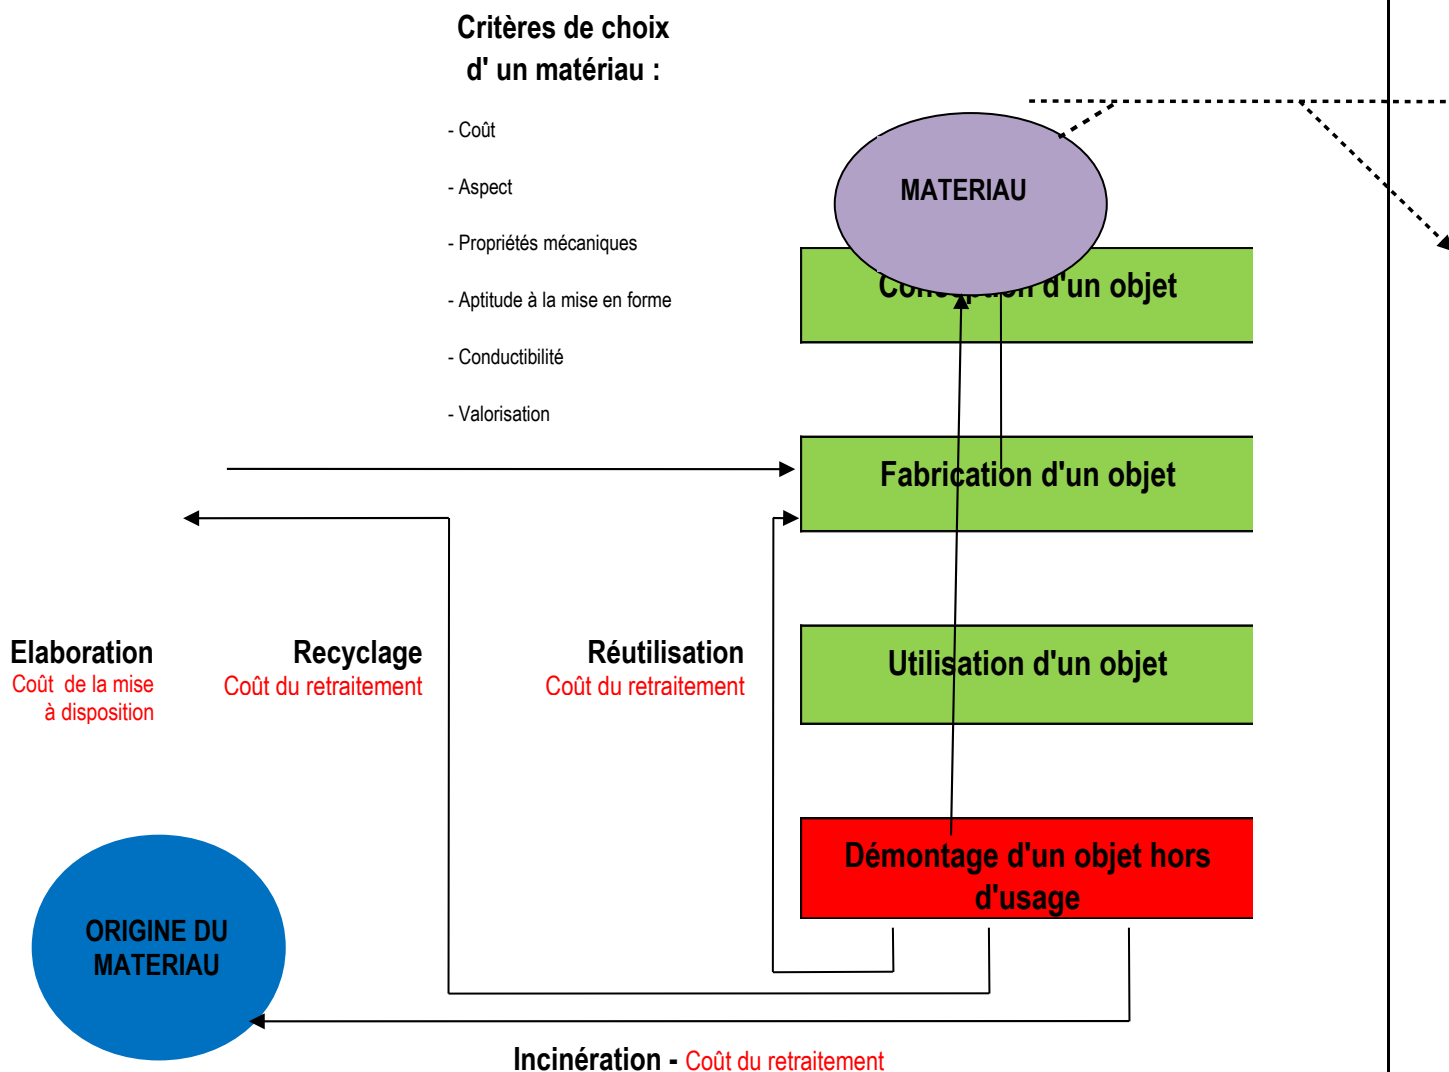 Critères de choix
d' un matériau :
- Coût
- Aspect
- Propriétés mécaniques
- Aptitude à la mise en forme
- Conductibilité
- Valorisation
MATERIAU
d'un objet
Fabrication d'un objet
Elaboration
Coût de la mise
à disposition
Recyclage
Coût du retraitement
Réutilisation
Coût du retraitement
Utilisation d'un objet
Démontage d'un objet hors
d'usage
ORIGINE DU
MATERIAU
Incinération - Coût du retraitement